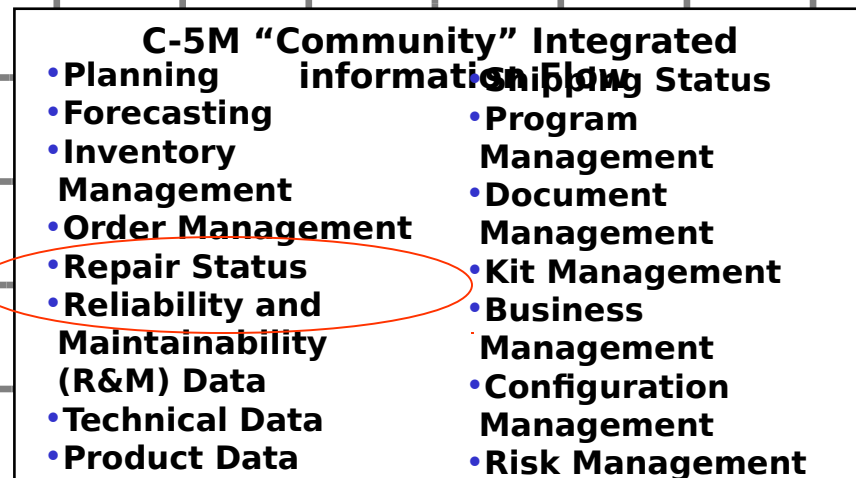 C-5M “Community” Integrated
information Flow
•Planning
•Forecasting
•Inventory
Management
•Order Management
•Repair Status
•Reliability and
Maintainability
(R&M) Data
•Technical Data
•Product Data
•Shipping Status
•Program
Management
•Document
Management
•Kit Management
•Business
Management
•Configuration
Management
•Risk Management